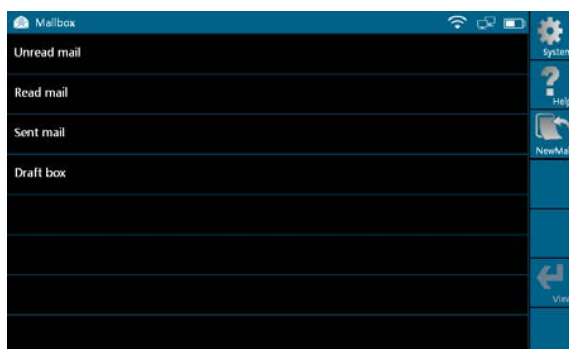 Mailbox
Unread mail
Read mail
Sent mail
Draft box
System
Help
NewMail
View